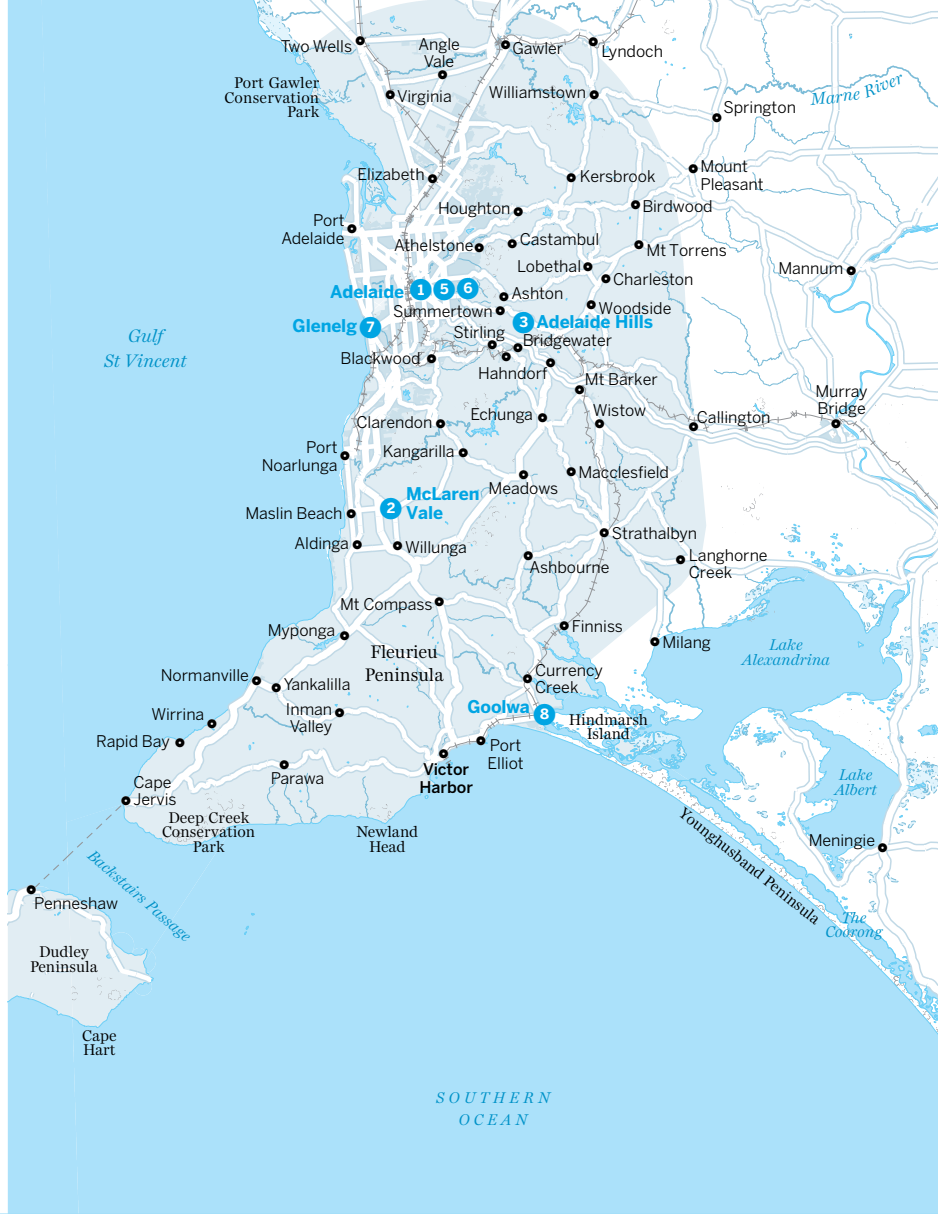 Two Wells
Angle
Vale
Gawler
Lyndoch
Port Gawler
Conservation
Park
Virginia
Williamstown
Marne River
Springton
Elizabeth
Kersbrook
Mount
Pleasant
Houghton
Birdwood
Port
Adelaide
Athelstone
Castambul
Mt Torrens
Lobethal
Mannum
Charleston
Adelaide 1 5 6
Ashton
Summertown
Woodside
Glenelg 7
3 Adelaide Hills
Gulf
St Vincent
Stirling
Bridgewater
Blackwood
Hahndorf
Mt Barker
Murray
Bridge
Clarendon
Echunga
Wistow
Callington
Port
Noarlunga
Kangarilla
Macclesfield
Meadows
2 McLaren
Vale
Maslin Beach
Strathalbyn
Aldinga
Willunga
Ashbourne
Langhorne
Creek
Mt Compass
Myponga
Finniss
Milang
Lake
Alexandrina
Fleurieu
Peninsula
Normanville
Yankalilla
Currency
Creek
Wirrina
Inman
Valley
Goolwa 8
Hindmarsh
Island
Rapid Bay
Port
Elliot
Parawa
Victor
Harbor
Cape
Jervis
Lake
Albert
Deep Creek
Conservation
Park
Newland
Head
Younghusband Peninsula
Meningie
Backstairs Passage
Penneshaw
The
Coorong
Dudley
Peninsula
Cape
Hart
SOUTHERN
OCEAN